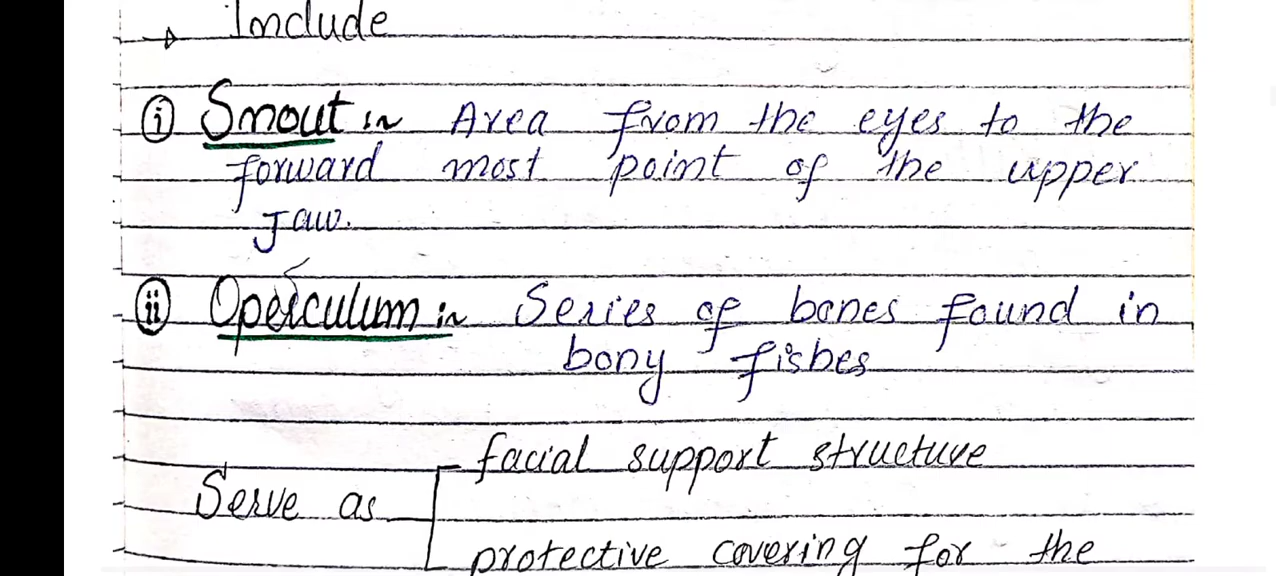 → Include
(i) Snout :~ Area from the eyes to the
forward most point of the upper
Jaw.
(ii) Operculum :~ Series of bones found in
bony fishes
facial support structure
Serve as
protective covering for the